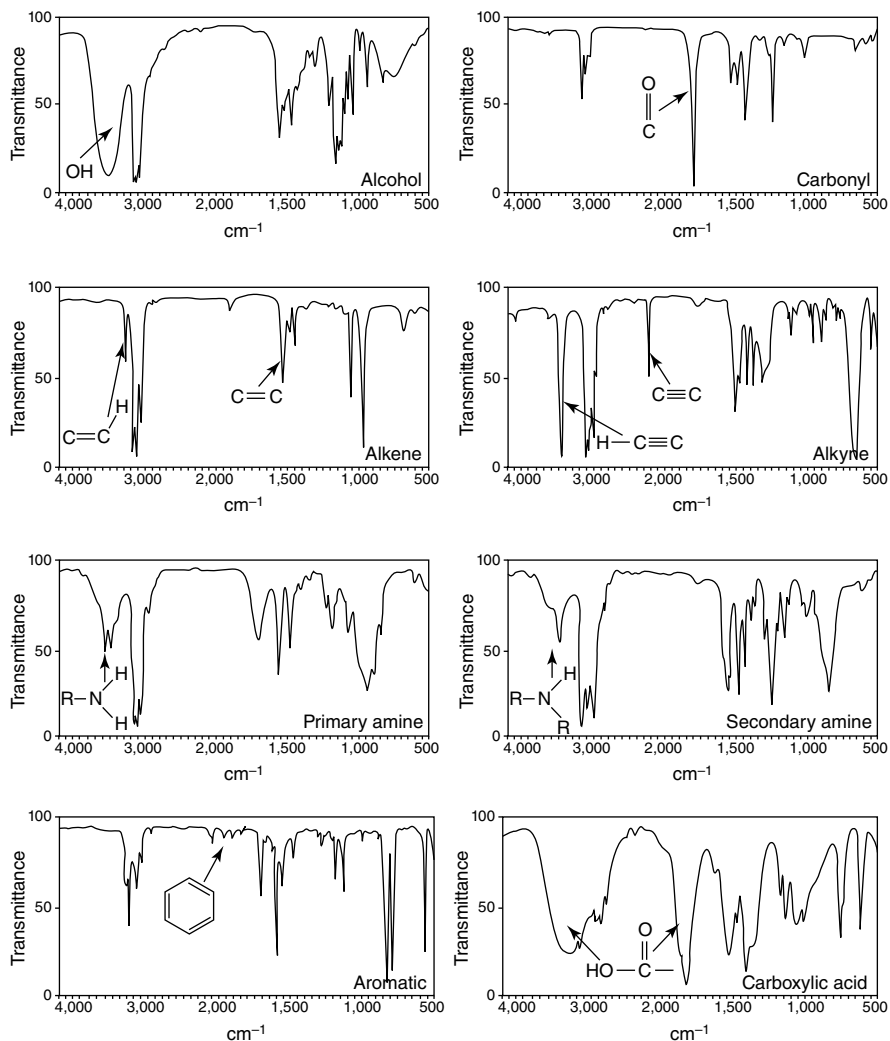 100
50
0
Transmittance
OH
Alcohol
4,000 3,000 2,000 1,500 1,000 500
cm⁻¹
100
50
0
Transmittance
O
C
Carbonyl
4,000 3,000 2,000 1,500 1,000 500
cm⁻¹
100
50
0
Transmittance
H
C=C
C=C
Alkene
4,000 3,000 2,000 1,500 1,000 500
cm⁻¹
100
50
0
Transmittance
C≡C
H–C≡C
Alkyne
4,000 3,000 2,000 1,500 1,000 500
cm⁻¹
100
50
0
Transmittance
H
R–N
H
Primary amine
4,000 3,000 2,000 1,500 1,000 500
cm⁻¹
100
50
0
Transmittance
H
R–N
R
Secondary amine
4,000 3,000 2,000 1,500 1,000 500
cm⁻¹
100
50
0
Transmittance
Aromatic
4,000 3,000 2,000 1,500 1,000 500
cm⁻¹
100
50
0
Transmittance
O
HO–C–
Carboxylic acid
4,000 3,000 2,000 1,500 1,000 500
cm⁻¹